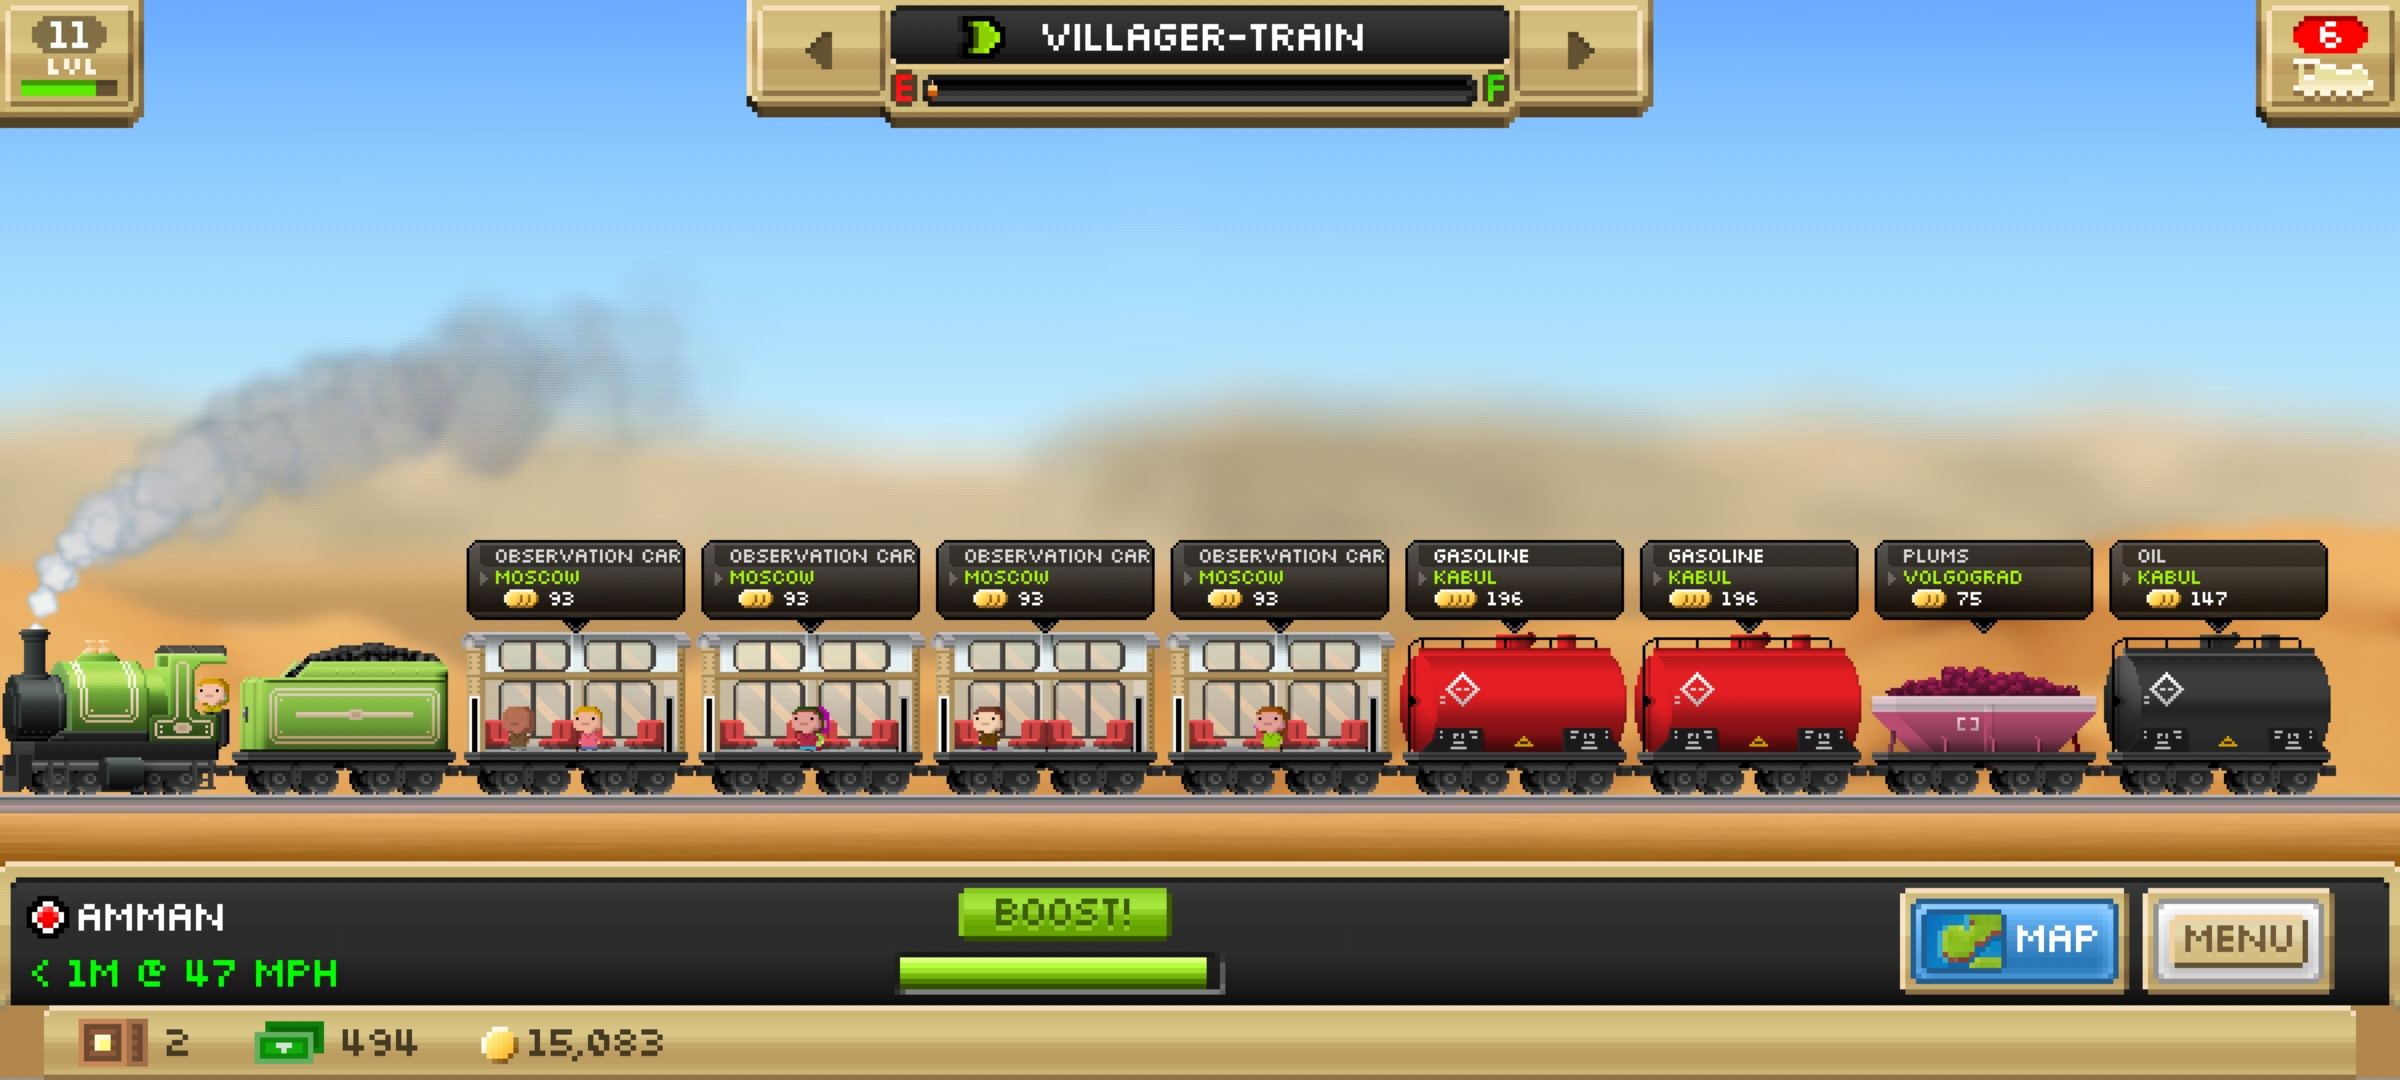 11
LVL
VILLAGER-TRAIN
E F
6
OBSERVATION CAR
MOSCOW
93
OBSERVATION CAR
MOSCOW
93
OBSERVATION CAR
MOSCOW
93
OBSERVATION CAR
MOSCOW
93
GASOLINE
KABUL
196
GASOLINE
KABUL
196
PLUMS
VOLGOGRAD
75
OIL
KABUL
147
AMMAN
< 1M @ 47 MPH
BOOST!
MAP
MENU
2
494
15,083